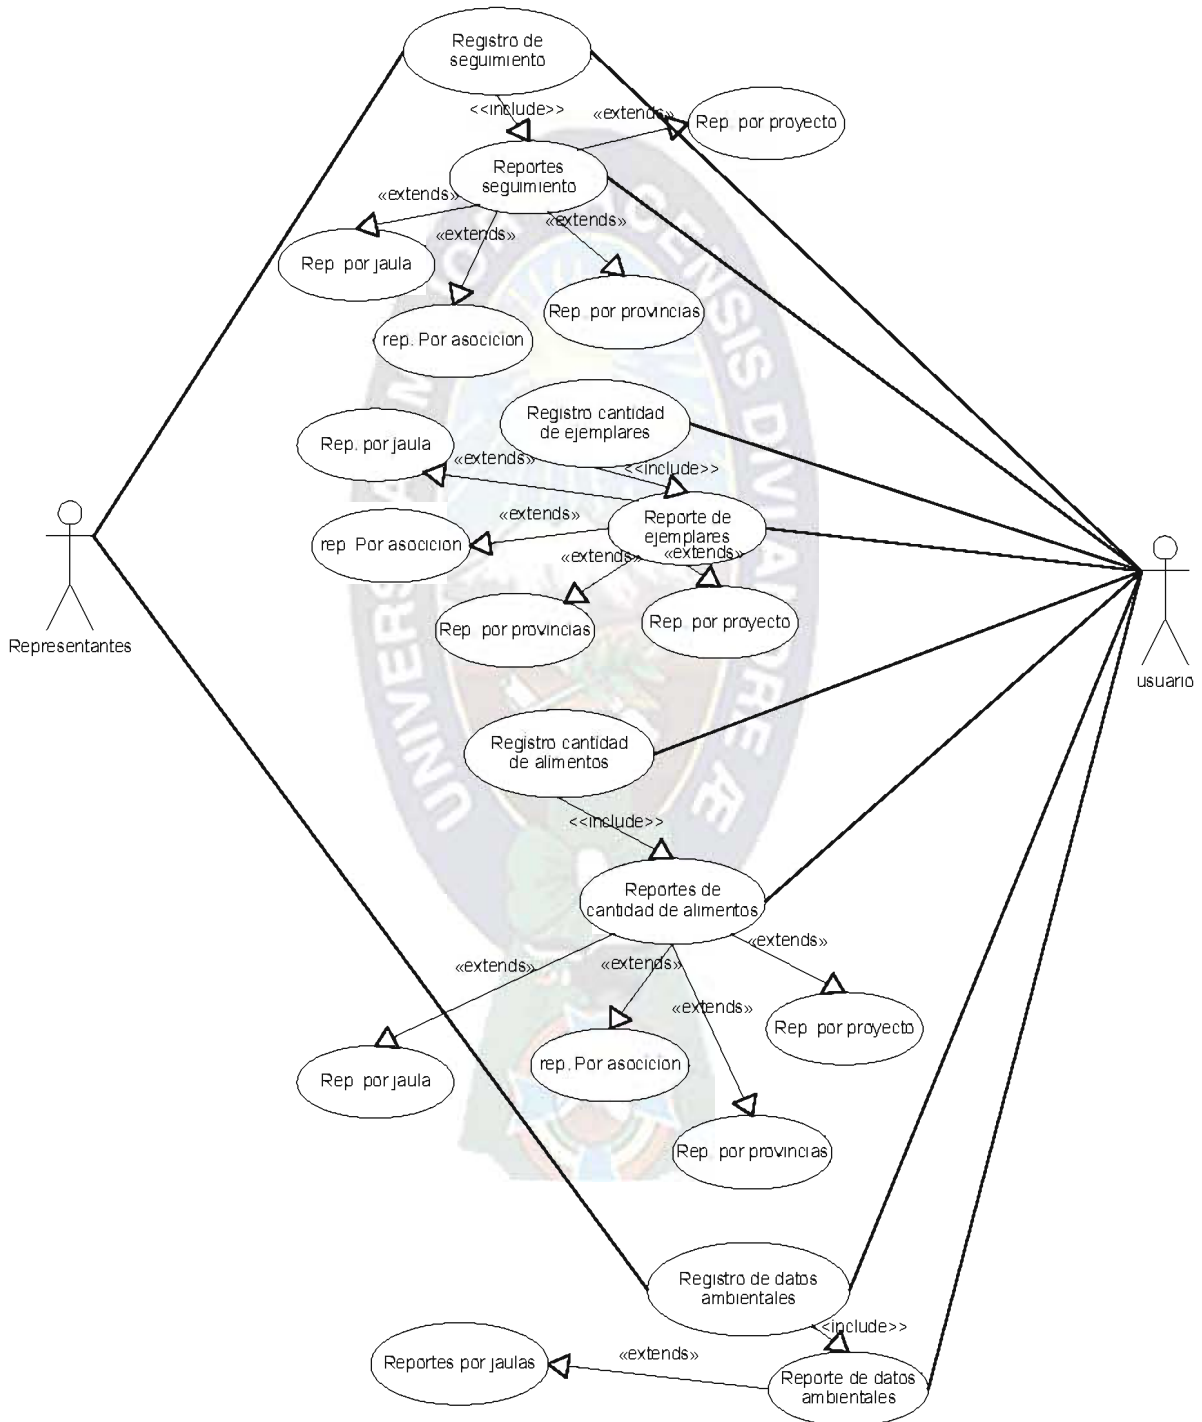 Registro de
seguimiento
<<include>>
«extends»
Rep. por proyecto
Reportes
seguimiento
«extends»
«extends»
«extends»
Rep. por jaula
Rep. por provincias
rep. Por asocicion
Registro cantidad
de ejemplares
Rep. por jaula
«extends»
<<include>>
Reporte de
ejemplares
«extends»
rep. Por asocicion
«extends»
«extends»
Rep. por provincias
Rep. por proyecto
Representantes
usuario
Registro cantidad
de alimentos
<<include>>
Reportes de
cantidad de alimentos
«extends»
«extends»
«extends»
«extends»
Rep. por proyecto
rep. Por asocicion
Rep. por jaula
Rep. por provincias
Registro de datos
ambientales
<<include>>
Reportes por jaulas
«extends»
Reporte de datos
ambientales